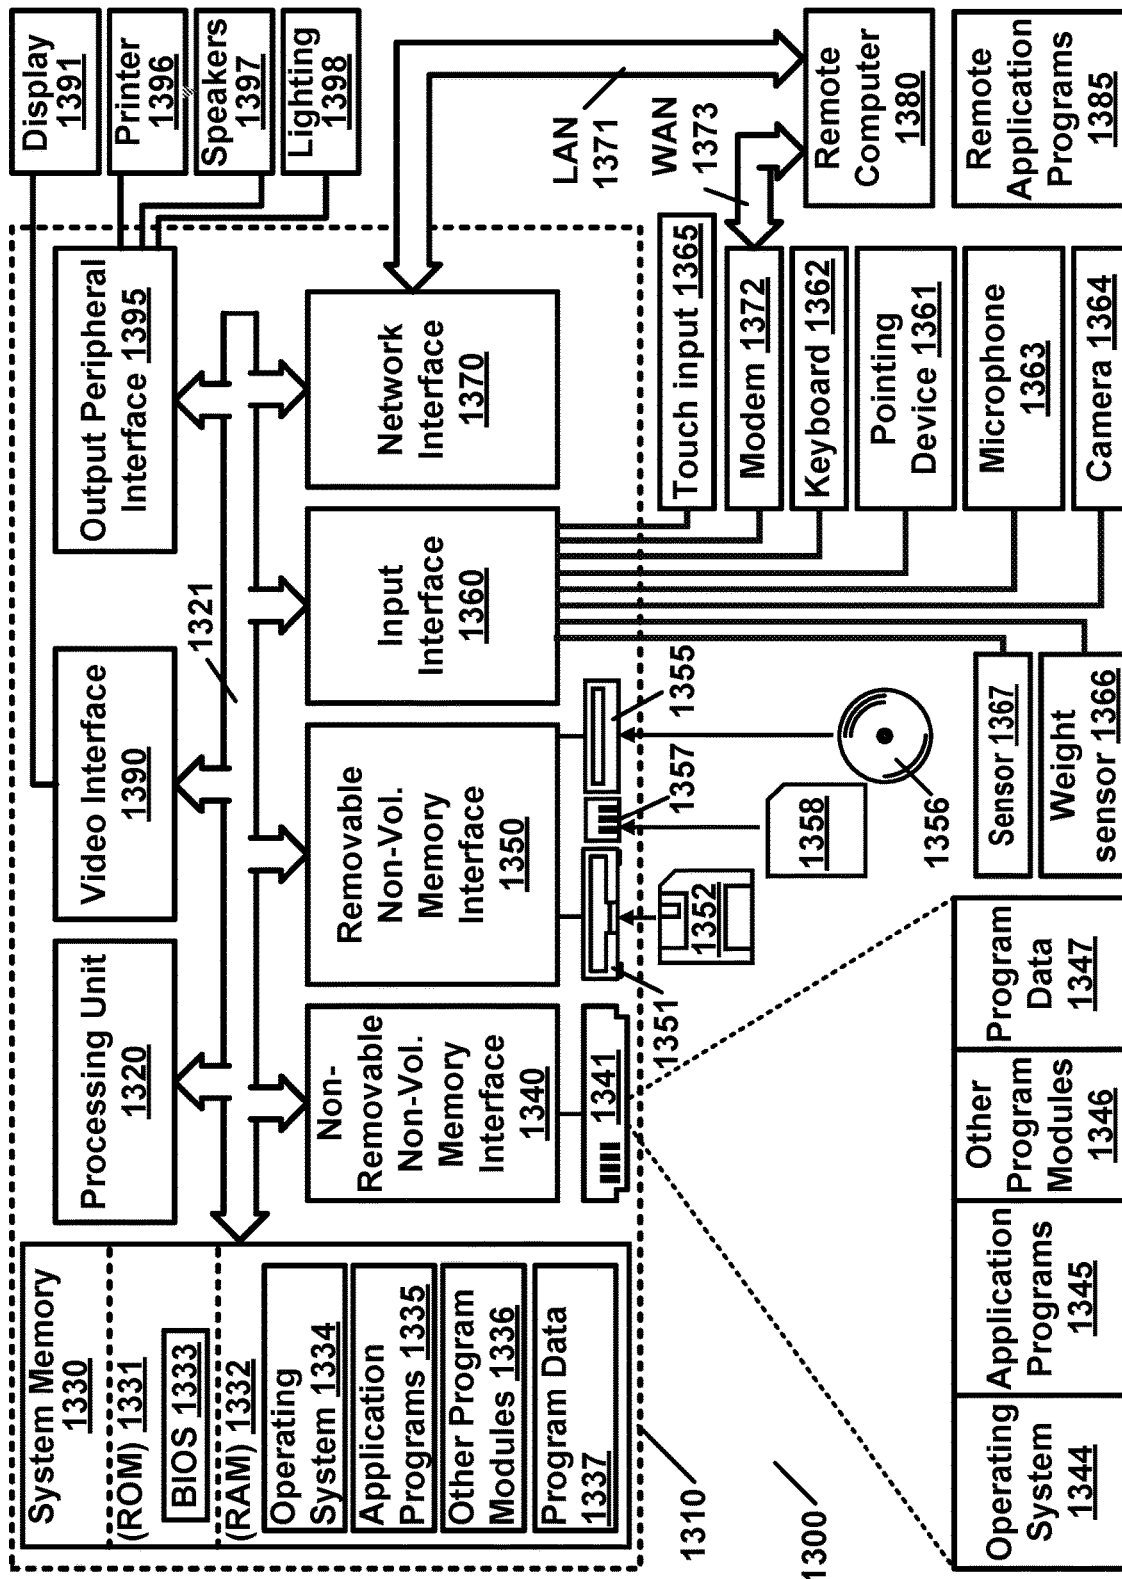 System Memory
1330
(ROM) 1331
BIOS 1333
(RAM) 1332
Operating
System 1334
Application
Programs 1335
Other Program
Modules 1336
Program Data
1337
Processing Unit
1320
Video Interface
1390
1321
Output Peripheral
Interface 1395
Display
1391
Printer
1396
Speakers
1397
Lighting
1398
Non-
Removable
Non-Vol.
Memory
Interface
1340
Removable
Non-Vol.
Memory
Interface
1350
Input
Interface
1360
Network
Interface
1370
1341
1351
1357
1355
1352
1358
1356
LAN
1371
WAN
1373
Touch input 1365
Modem 1372
Keyboard 1362
Pointing
Device 1361
Microphone
1363
Camera 1364
Sensor 1367
Weight
sensor 1366
Remote
Computer
1380
Remote
Application
Programs
1385
1310
1300
Operating
System
1344
Application
Programs
1345
Other
Program
Modules
1346
Program
Data
1347